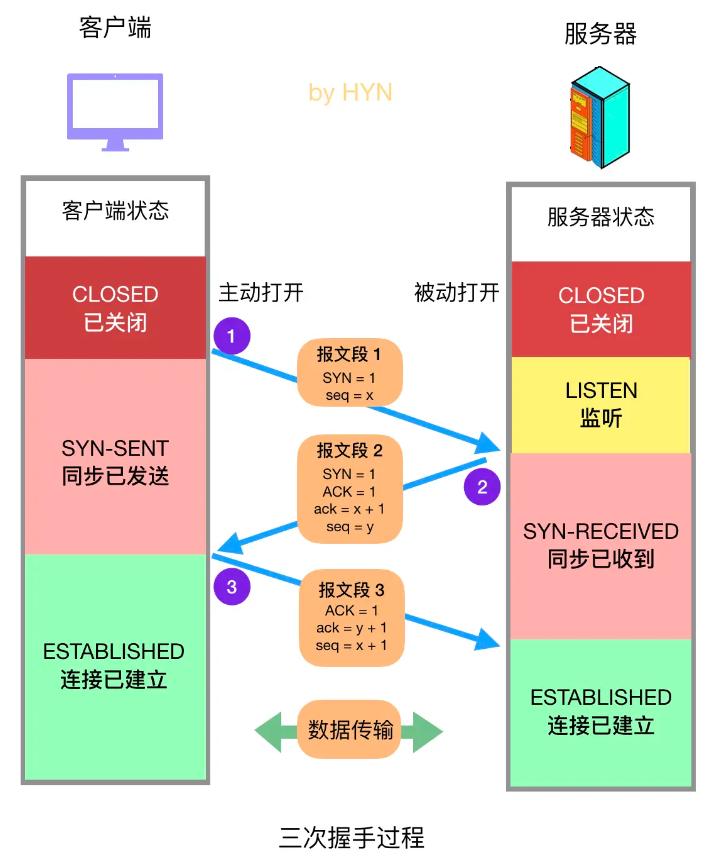 客户端
服务器
by HYN
客户端状态
服务器状态
CLOSED
已关闭
主动打开
被动打开
CLOSED
已关闭
1
报文段 1
SYN = 1
seq = x
LISTEN
监听
SYN-SENT
同步已发送
报文段 2
SYN = 1
ACK = 1
ack = x + 1
seq = y
2
SYN-RECEIVED
同步已收到
3
报文段 3
ACK = 1
ack = y + 1
seq = x + 1
ESTABLISHED
连接已建立
ESTABLISHED
连接已建立
数据传输
三次握手过程